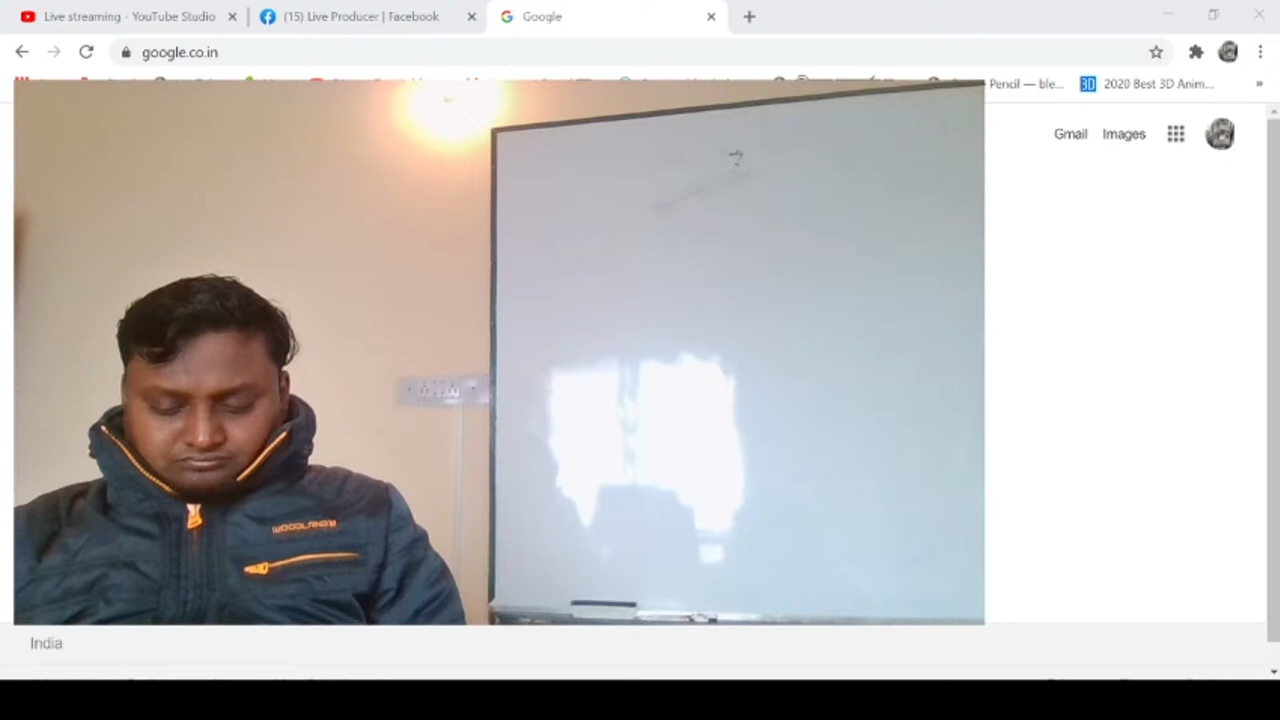 Live streaming - YouTube Studio
(15) Live Producer | Facebook
Google
google.co.in
Pencil — ble...
3D 2020 Best 3D Anim...
»
Gmail Images
WOODLAND
India